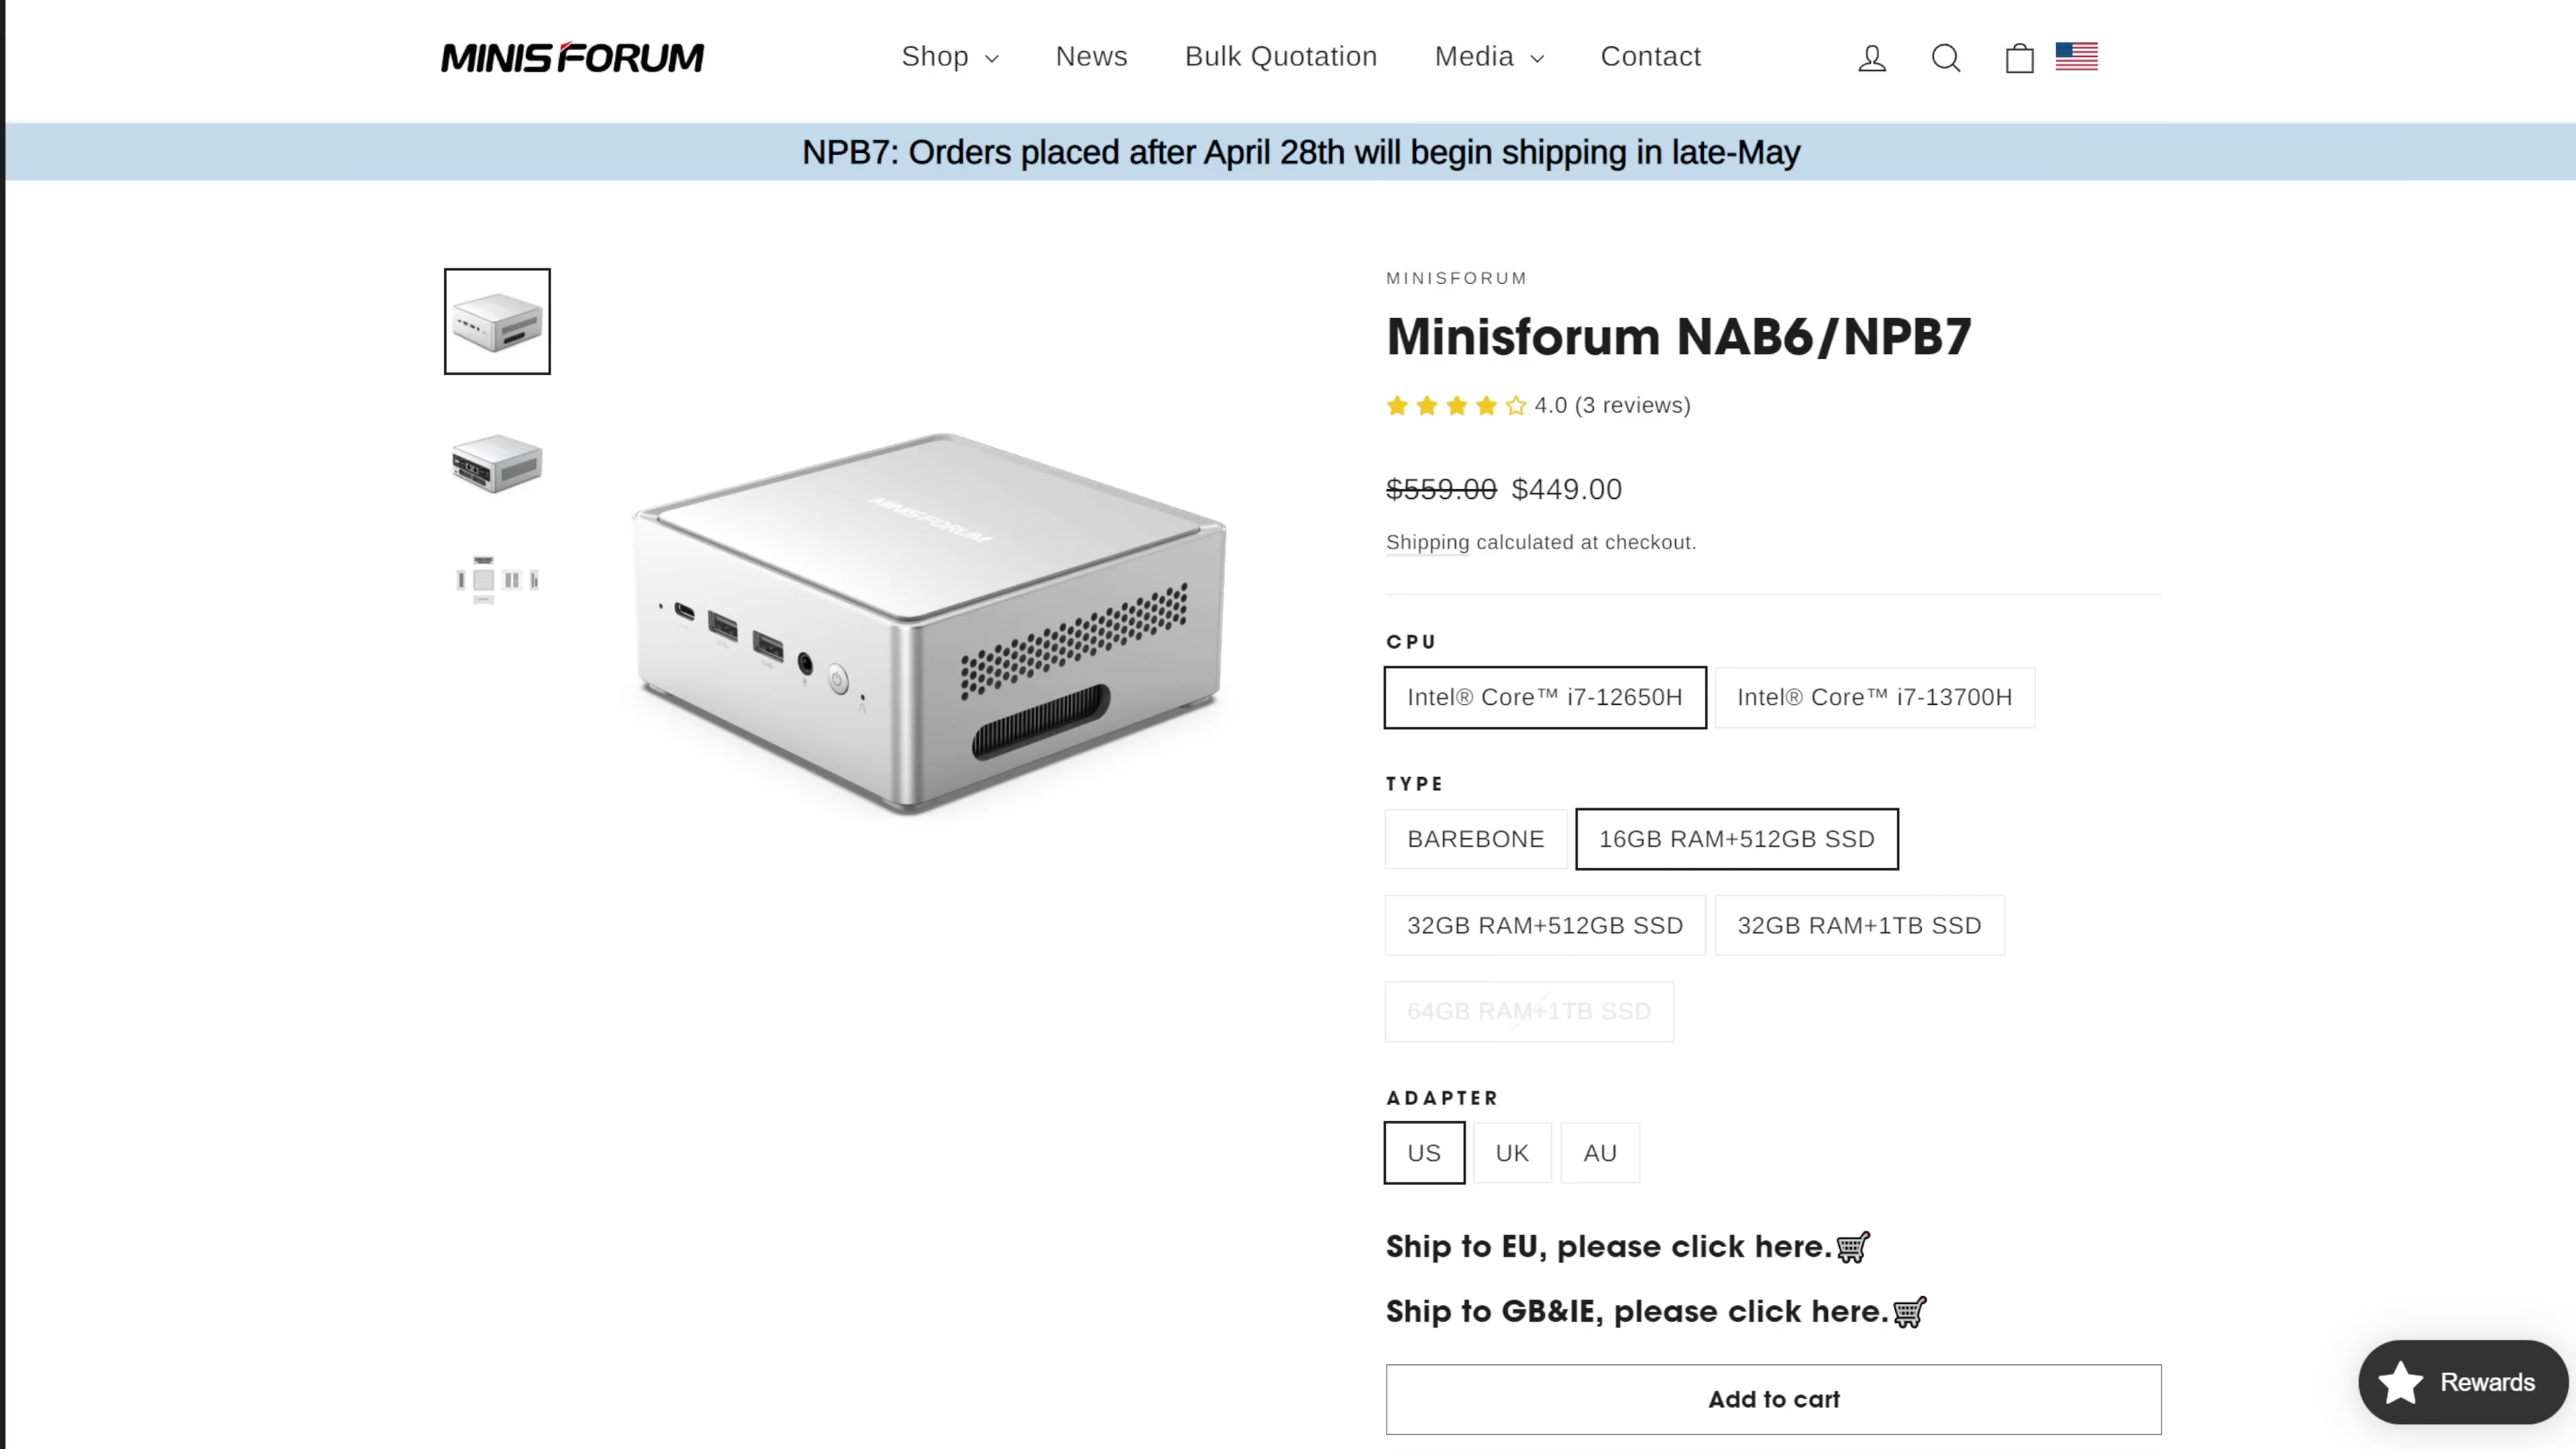 MINISFORUM
Shop News Bulk Quotation Media Contact
NPB7: Orders placed after April 28th will begin shipping in late-May
MINISFORUM
MINISFORUM
Minisforum NAB6/NPB7
4.0 (3 reviews)
$559.00 $449.00
Shipping calculated at checkout.
CPU
Intel® Core™ i7-12650H Intel® Core™ i7-13700H
TYPE
BAREBONE 16GB RAM+512GB SSD
32GB RAM+512GB SSD 32GB RAM+1TB SSD
64GB RAM+1TB SSD
ADAPTER
US UK AU
Ship to EU, please click here.🛒
Ship to GB&IE, please click here.🛒
Add to cart
Rewards